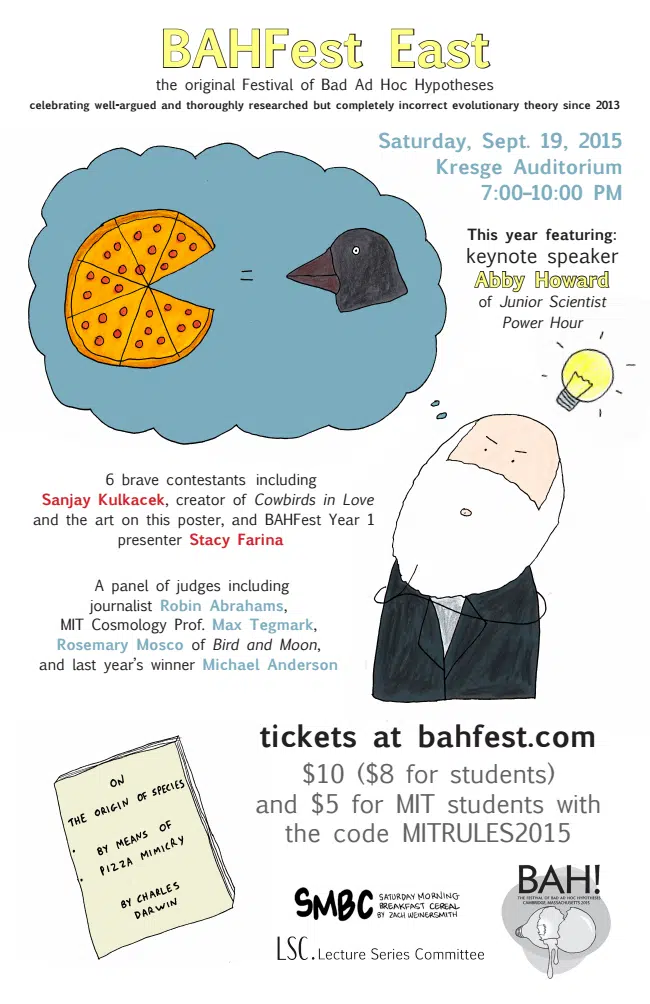 BAHFest East
the original Festival of Bad Ad Hoc Hypotheses
celebrating well-argued and thoroughly researched but completely incorrect evolutionary theory since 2013
Saturday, Sept. 19, 2015
Kresge Auditorium
7:00-10:00 PM
This year featuring:
keynote speaker
Abby Howard
of Junior Scientist
Power Hour
=
6 brave contestants including
Sanjay Kulkacek, creator of Cowbirds in Love
and the art on this poster, and BAHFest Year 1
presenter Stacy Farina
A panel of judges including
journalist Robin Abrahams,
MIT Cosmology Prof. Max Tegmark,
Rosemary Mosco of Bird and Moon,
and last year's winner Michael Anderson
tickets at bahfest.com
$10 ($8 for students)
and $5 for MIT students with
the code MITRULES2015
ON
THE ORIGIN OF SPECIES
BY MEANS OF
PIZZA MIMICRY
BY CHARLES
DARWIN
SMBC
SATURDAY MORNING
BREAKFAST CEREAL
BY ZACH WEINERSMITH
LSC. Lecture Series Committee
BAH!
THE FESTIVAL OF BAD AD HOC HYPOTHESES
CAMBRIDGE, MASSACHUSETTS 2015